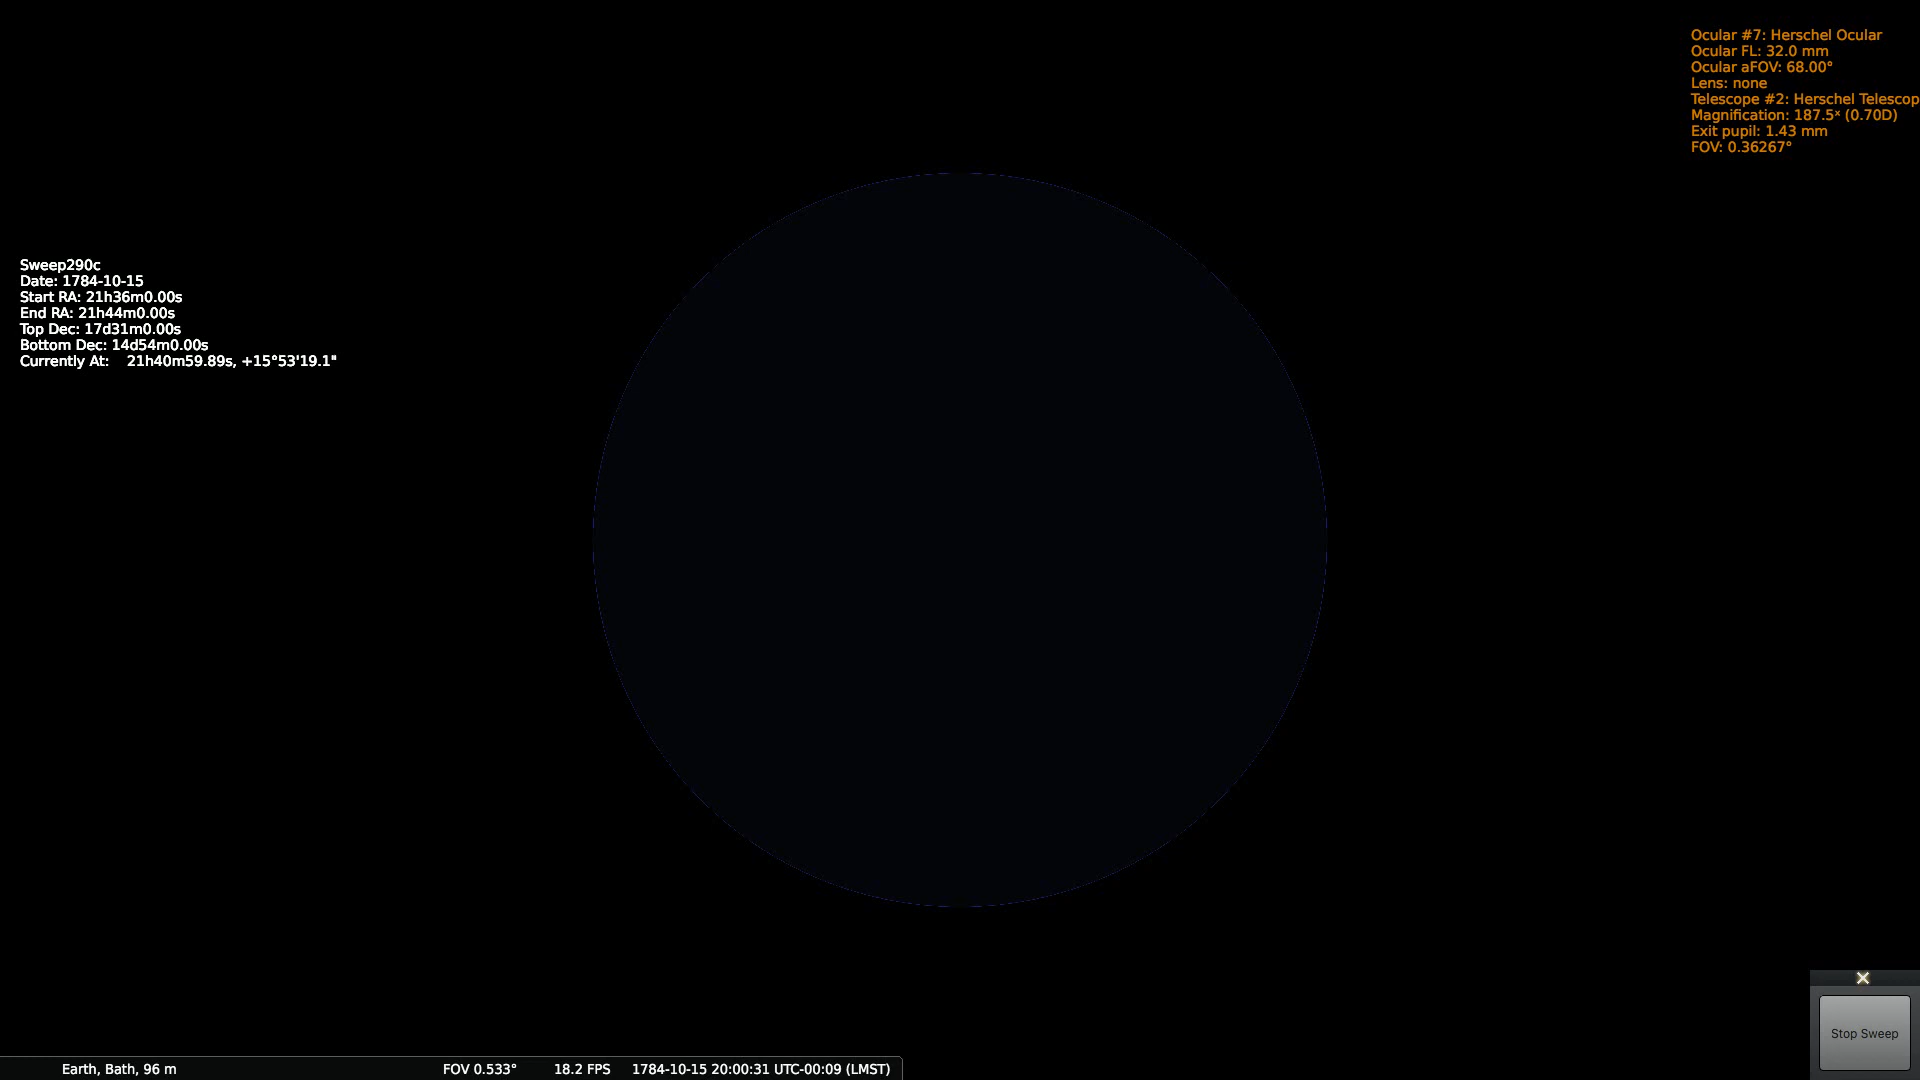 Ocular #7: Herschel Ocular
Ocular FL: 32.0 mm
Ocular aFOV: 68.00°
Lens: none
Telescope #2: Herschel Telescop
Magnification: 187.5ˣ (0.70D)
Exit pupil: 1.43 mm
FOV: 0.36267°
Sweep290c
Date: 1784-10-15
Start RA: 21h36m0.00s
End RA: 21h44m0.00s
Top Dec: 17d31m0.00s
Bottom Dec: 14d54m0.00s
Currently At: 21h40m59.89s, +15°53'19.1"
Stop Sweep
Earth, Bath, 96 m FOV 0.533° 18.2 FPS 1784-10-15 20:00:31 UTC-00:09 (LMST)